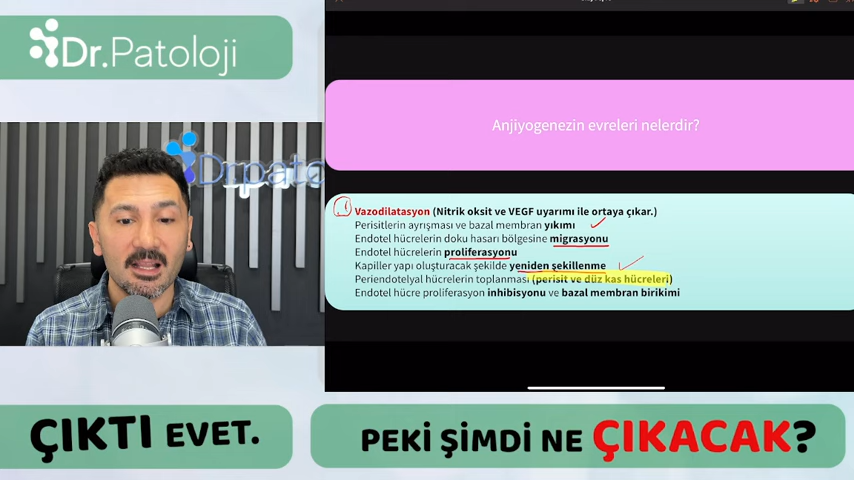 Dr.Patoloji
Dr.pato
Anjiyogenezin evreleri nelerdir?
Vazodilatasyon (Nitrik oksit ve VEGF uyarımı ile ortaya çıkar.)
Perisitlerin ayrışması ve bazal membran yıkımı
Endotel hücrelerin doku hasarı bölgesine migrasyonu
Endotel hücrelerin proliferasyonu
Kapiller yapı oluşturacak şekilde yeniden şekillenme
Periendotelyal hücrelerin toplanması (perisit ve düz kas hücreleri)
Endotel hücre proliferasyon inhibisyonu ve bazal membran birikimi
ÇIKTI EVET.
PEKİ ŞİMDİ NE ÇIKACAK?